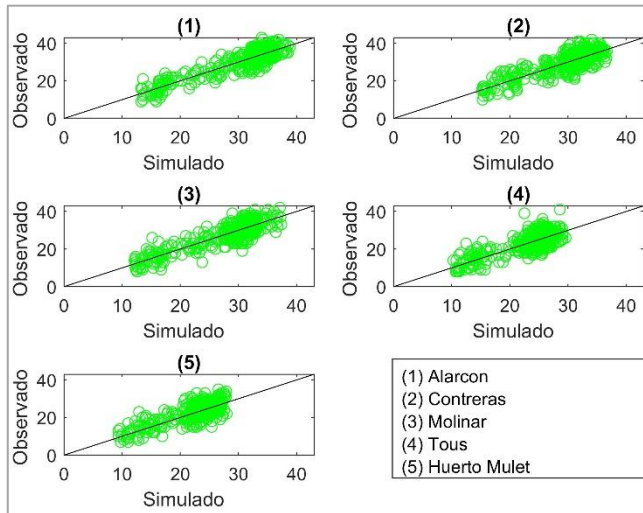 (1)
Observado
40
20
0
0 10 20 30 40
Simulado
(2)
Observado
40
20
0
0 10 20 30 40
Simulado
(3)
Observado
40
20
0
0 10 20 30 40
Simulado
(4)
Observado
40
20
0
0 10 20 30 40
Simulado
(5)
Observado
40
20
0
0 10 20 30 40
Simulado
(1) Alarcon
(2) Contreras
(3) Molinar
(4) Tous
(5) Huerto Mulet